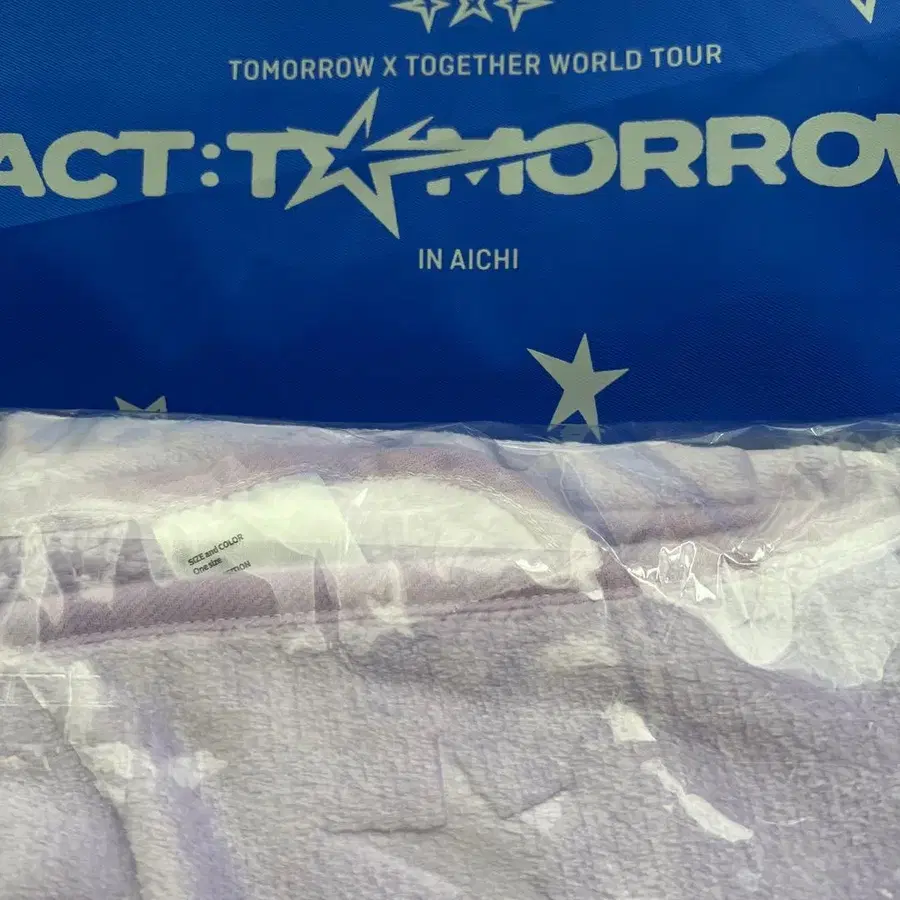 TOMORROW X TOGETHER WORLD TOUR
ACT:T☆MORROW
IN AICHI
SIZE and COLOR
One size